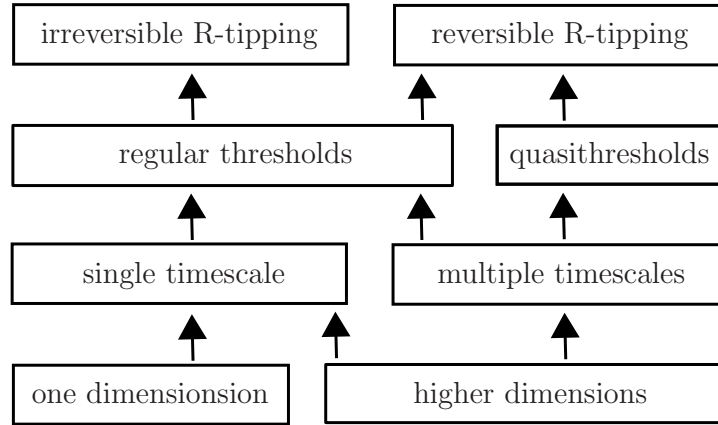 irreversible R-tipping
reversible R-tipping
regular thresholds
quasithresholds
single timescale
multiple timescales
one dimensionsion
higher dimensions